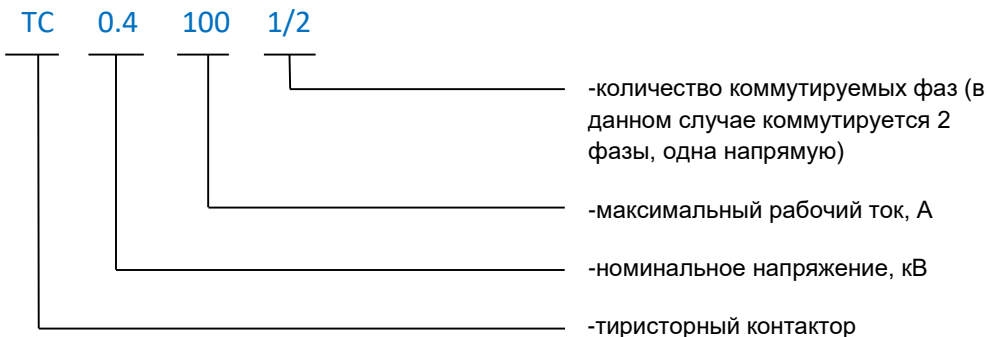 ТС 0.4 100 1/2
-количество коммутируемых фаз (в
данном случае коммутируется 2
фазы, одна напрямую)
-максимальный рабочий ток, А
-номинальное напряжение, кВ
-тиристорный контактор